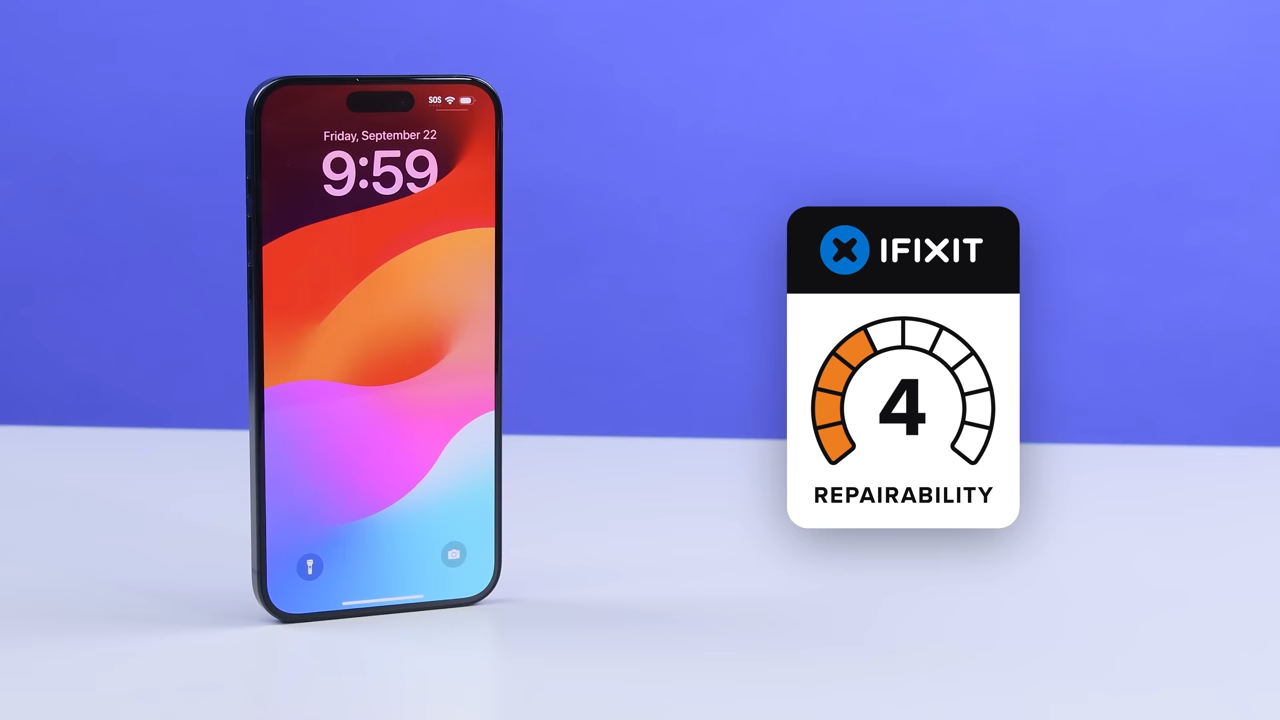 SOS
Friday, September 22
9:59
IFIXIT
4
REPAIRABILITY